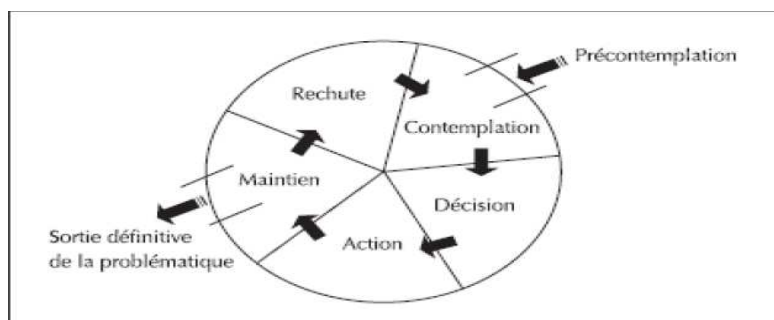 Précontemplation
Rechute
Contemplation
Maintien
Décision
Sortie définitive
de la problématique
Action